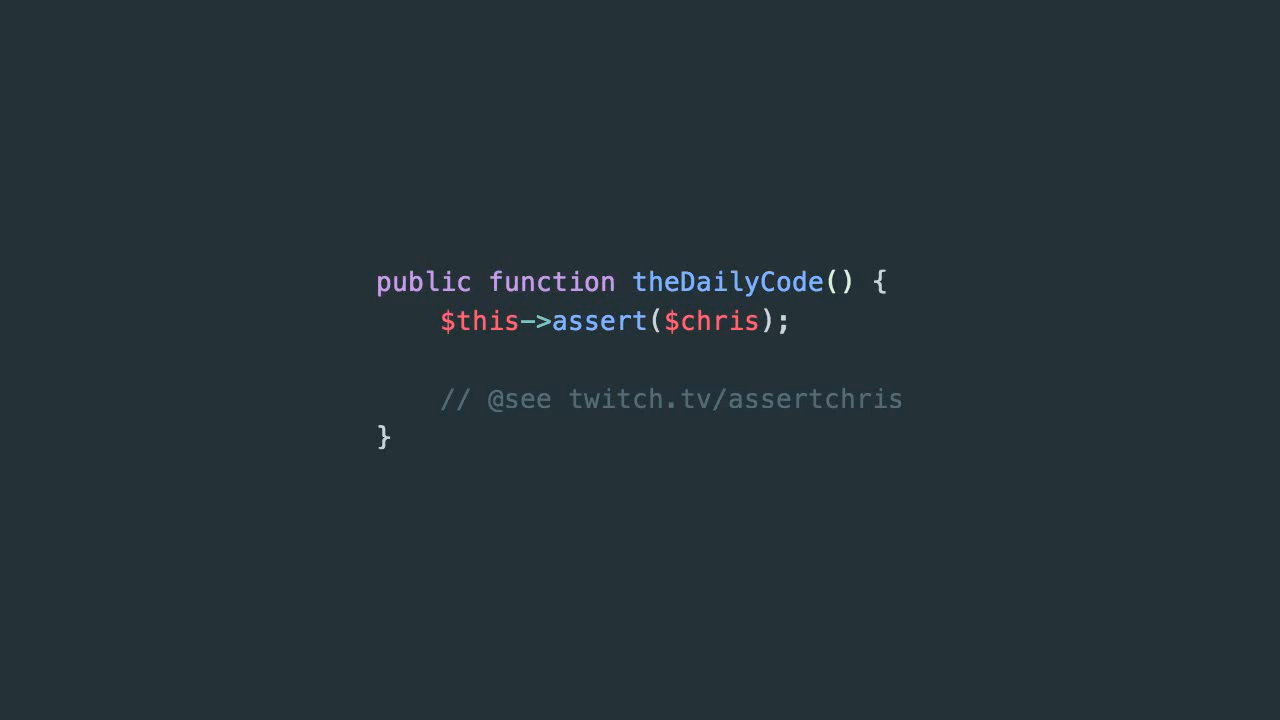 public function theDailyCode() {
    $this->assert($chris);

    // @see twitch.tv/assertchris
}